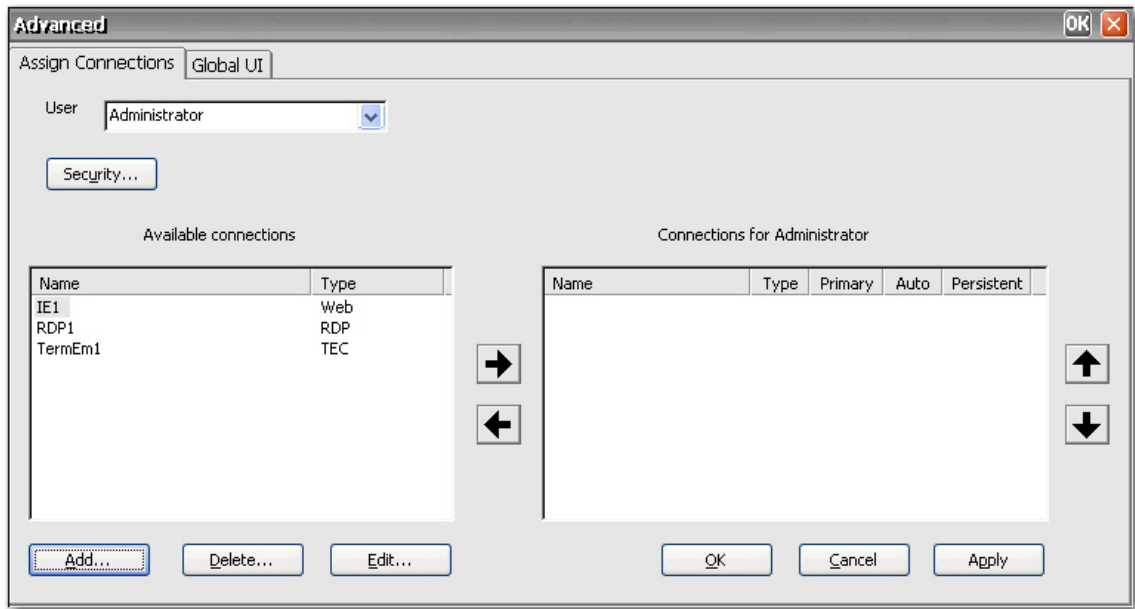 Advanced OK
Assign Connections Global UI
User Administrator
Security...
Available connections Connections for Administrator
Name Type Name Type Primary Auto Persistent
IE1 Web
RDP1 RDP
TermEm1 TEC
Add... Delete... Edit... OK Cancel Apply